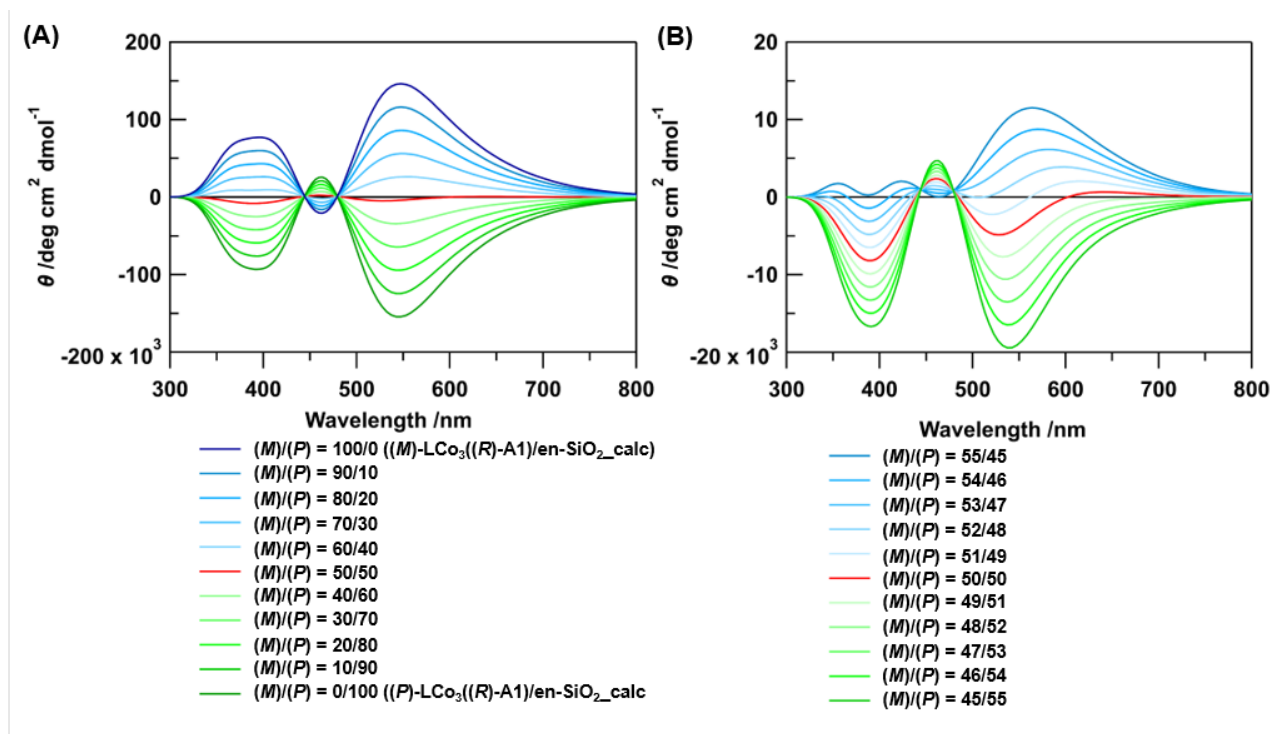 (A)
200
100
0
-100
-200 x 10³
θ /deg cm² dmol⁻¹
300 400 500 600 700 800
Wavelength /nm
(M)/(P) = 100/0 ((M)-LCo₃((R)-A1)/en-SiO₂_calc)
(M)/(P) = 90/10
(M)/(P) = 80/20
(M)/(P) = 70/30
(M)/(P) = 60/40
(M)/(P) = 50/50
(M)/(P) = 40/60
(M)/(P) = 30/70
(M)/(P) = 20/80
(M)/(P) = 10/90
(M)/(P) = 0/100 ((P)-LCo₃((R)-A1)/en-SiO₂_calc
(B)
20
10
0
-10
-20 x 10³
θ /deg cm² dmol⁻¹
300 400 500 600 700 800
Wavelength /nm
(M)/(P) = 55/45
(M)/(P) = 54/46
(M)/(P) = 53/47
(M)/(P) = 52/48
(M)/(P) = 51/49
(M)/(P) = 50/50
(M)/(P) = 49/51
(M)/(P) = 48/52
(M)/(P) = 47/53
(M)/(P) = 46/54
(M)/(P) = 45/55